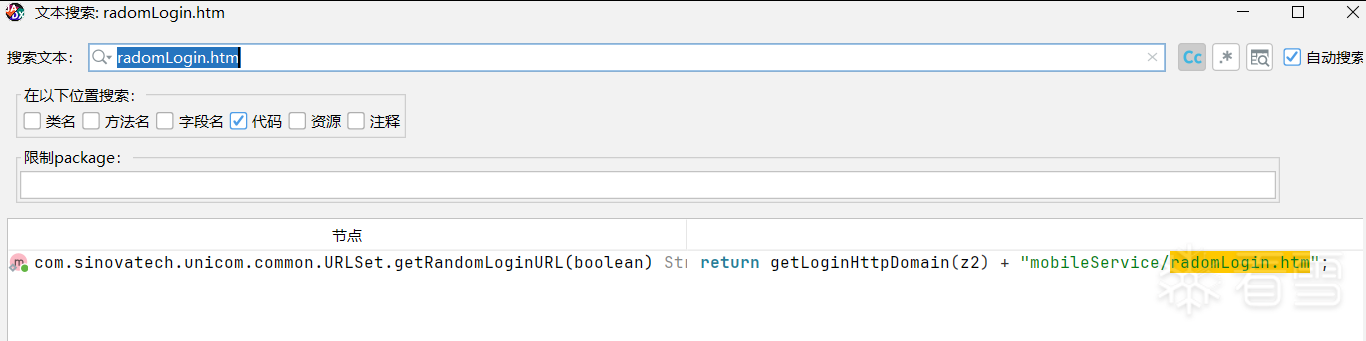 文本搜索: radomLogin.htm
搜索文本: radomLogin.htm × Cc .* 自动搜索
在以下位置搜索:
类名 方法名 字段名 代码 资源 注释
限制package:
节点
com.sinovatech.unicom.common.URLSet.getRandomLoginURL(boolean) Str return getLoginHttpDomain(z2) + "mobileService/radomLogin.htm";
看雪